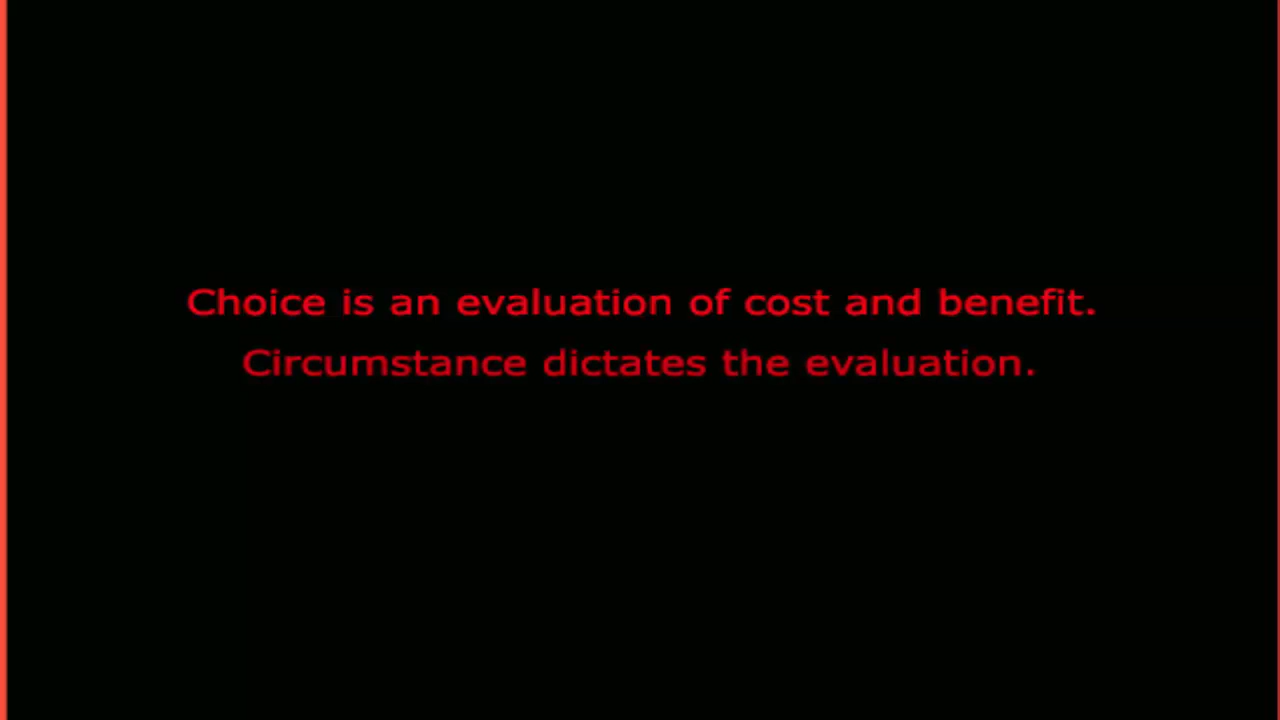 Choice is an evaluation of cost and benefit.
Circumstance dictates the evaluation.